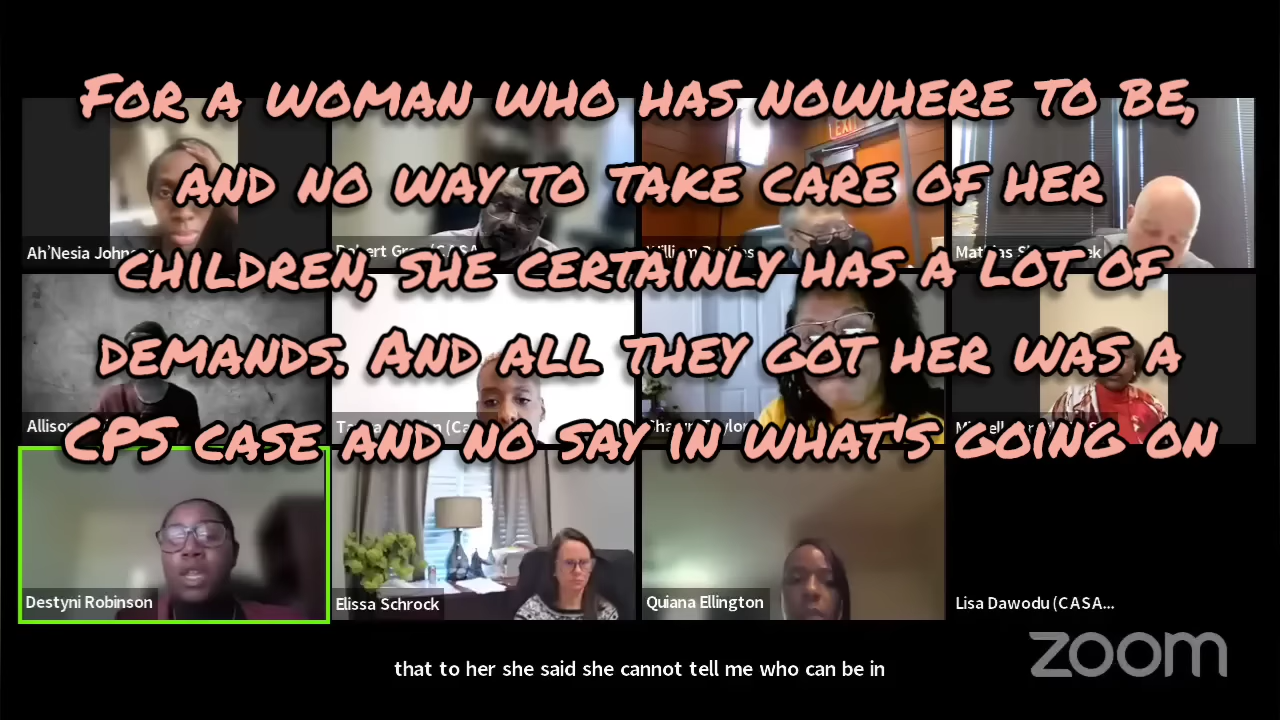 FOR A WOMAN WHO HAS NOWHERE TO BE,
AND NO WAY TO TAKE CARE OF HER
CHILDREN, SHE CERTAINLY HAS A LOT OF
DEMANDS. AND ALL THEY GOT HER WAS A
CPS CASE AND NO SAY IN WHAT'S GOING ON
EXIT
Ah'Nesia
Allison
Destyni Robinson
Elissa Schrock
Quiana Ellington
Lisa Dawodu (CASA...
zoom
that to her she said she cannot tell me who can be in